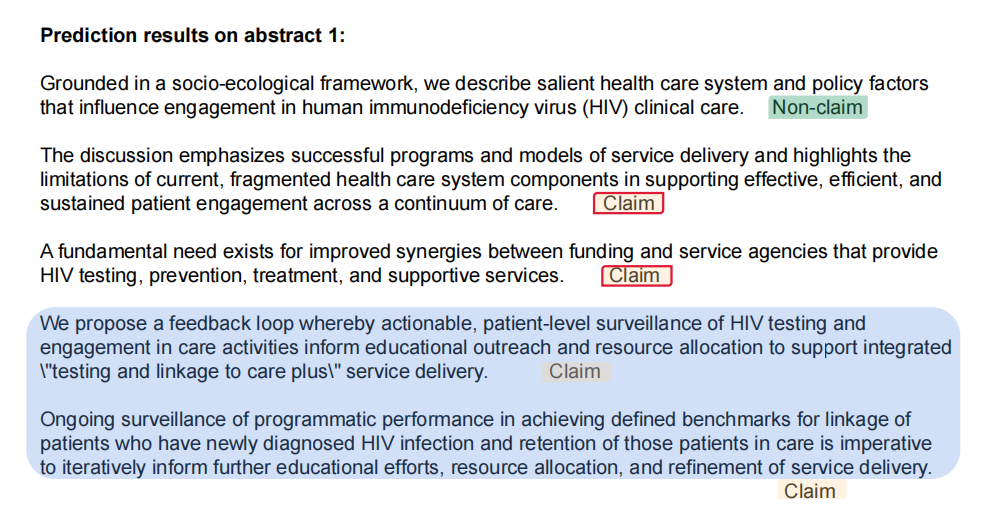 Prediction results on abstract 1:
Grounded in a socio-ecological framework, we describe salient health care system and policy factors
that influence engagement in human immunodeficiency virus (HIV) clinical care. Non-claim
The discussion emphasizes successful programs and models of service delivery and highlights the
limitations of current, fragmented health care system components in supporting effective, efficient, and
sustained patient engagement across a continuum of care. Claim
A fundamental need exists for improved synergies between funding and service agencies that provide
HIV testing, prevention, treatment, and supportive services. Claim
We propose a feedback loop whereby actionable, patient-level surveillance of HIV testing and
engagement in care activities inform educational outreach and resource allocation to support integrated
\"testing and linkage to care plus\" service delivery. Claim
Ongoing surveillance of programmatic performance in achieving defined benchmarks for linkage of
patients who have newly diagnosed HIV infection and retention of those patients in care is imperative
to iteratively inform further educational efforts, resource allocation, and refinement of service delivery.
Claim